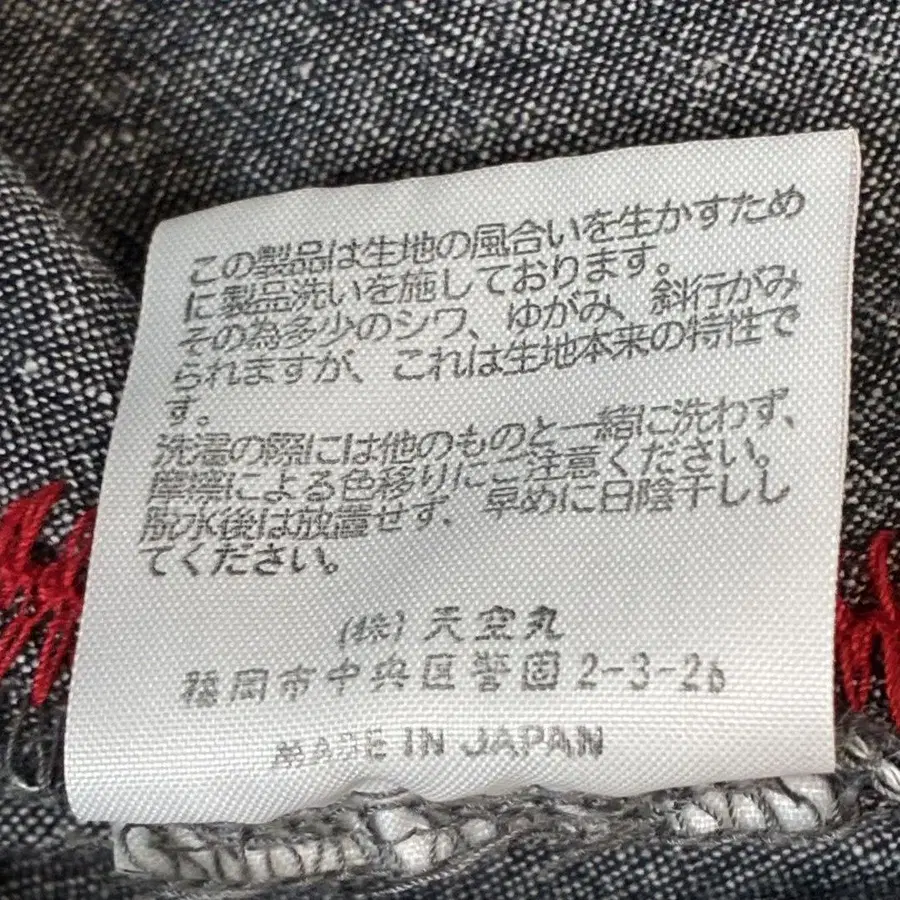 この製品は生地の風合いを生かすため
に製品洗いを施しております。
その為多少のシワ、ゆがみ、斜行がみ
られますが、これは生地本来の特性で
す。
洗濯の際には他のものと一緒に洗わず、
摩擦による色移りにご注意ください。
脱水後は放置せず、早めに日陰干しし
てください。
(株) 天空丸
福岡市中央区警固2-3-26
MADE IN JAPAN